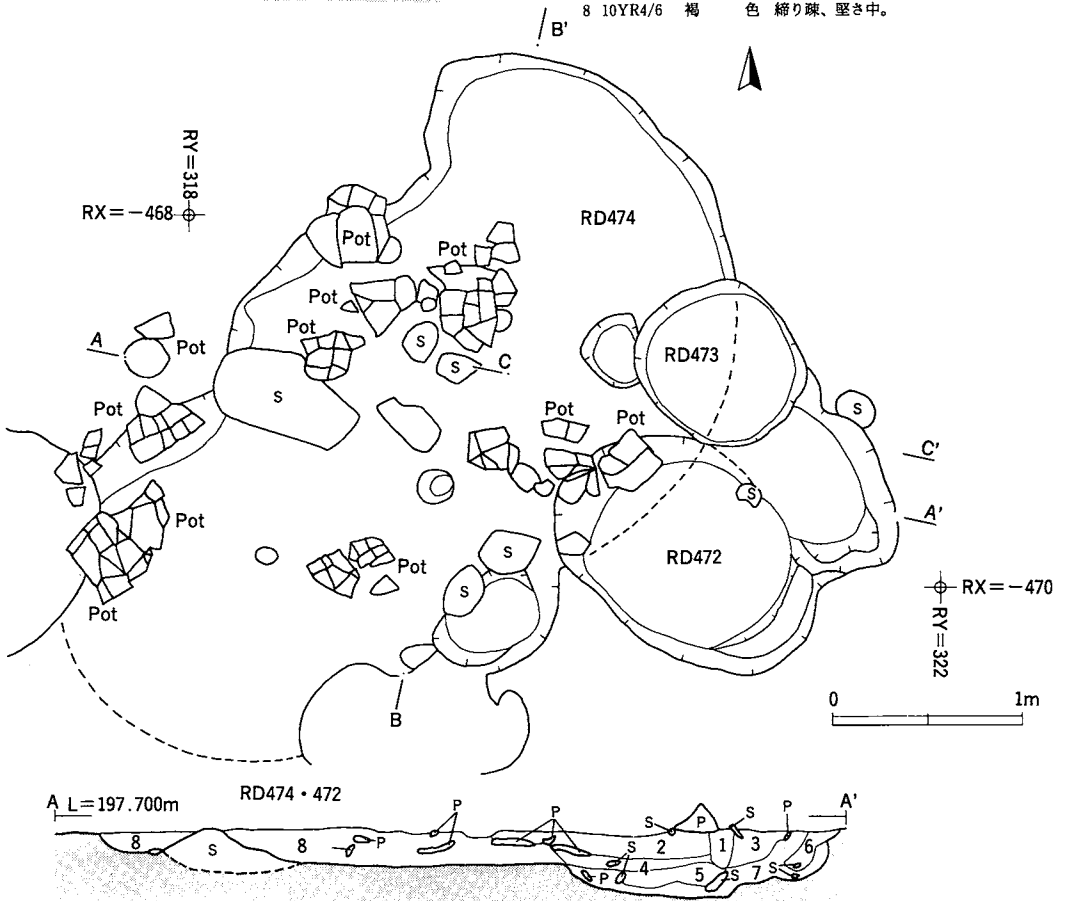 8 10YR4/6 褐 色 締り疎、堅さ中。
B'
RY=318
RX=-468
RD474
Pot
Pot
Pot
Pot
A
Pot
S
C
RD473
S
S
Pot
Pot
Pot
C'
S
A'
Pot
S
RD472
Pot
S
RX=-470
Pot
RY=322
B
0 1m
A L=197.700m
RD474・472
A'
P
P
S
P
S
P
8
S
8
P
2
1
3
6
S
4
5
S
7
S
P